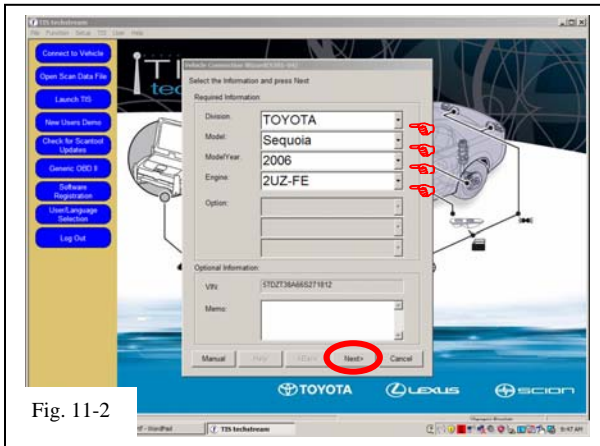 TIS techstream
File Function Setup TIS User Help
Connect to Vehicle
Open Scan Data File
Launch TIS
New Users Demo
Check for Scantool
Updates
Generic OBD II
Software
Registration
User/Language
Selection
Log Out
Select the Information and press Next
Required Information
Division:
TOYOTA
Model:
Sequoia
ModelYear:
2006
Engine:
2UZ-FE
Option:
Optional Information:
VIN:
5TDZT38A66S271812
Memo:
Manual
Help
Next>
Cancel
TOYOTA
LEXUS
SCION
Fig. 11-2
TIS techstream
9:47 AM